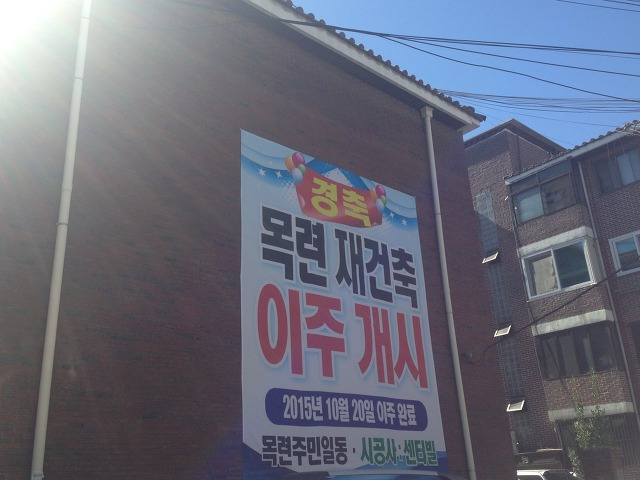 경축
목련 재건축
이주 개시
2015년 10월 20일 이주 완료
목련주민일동 · 시공사 : 센터빌